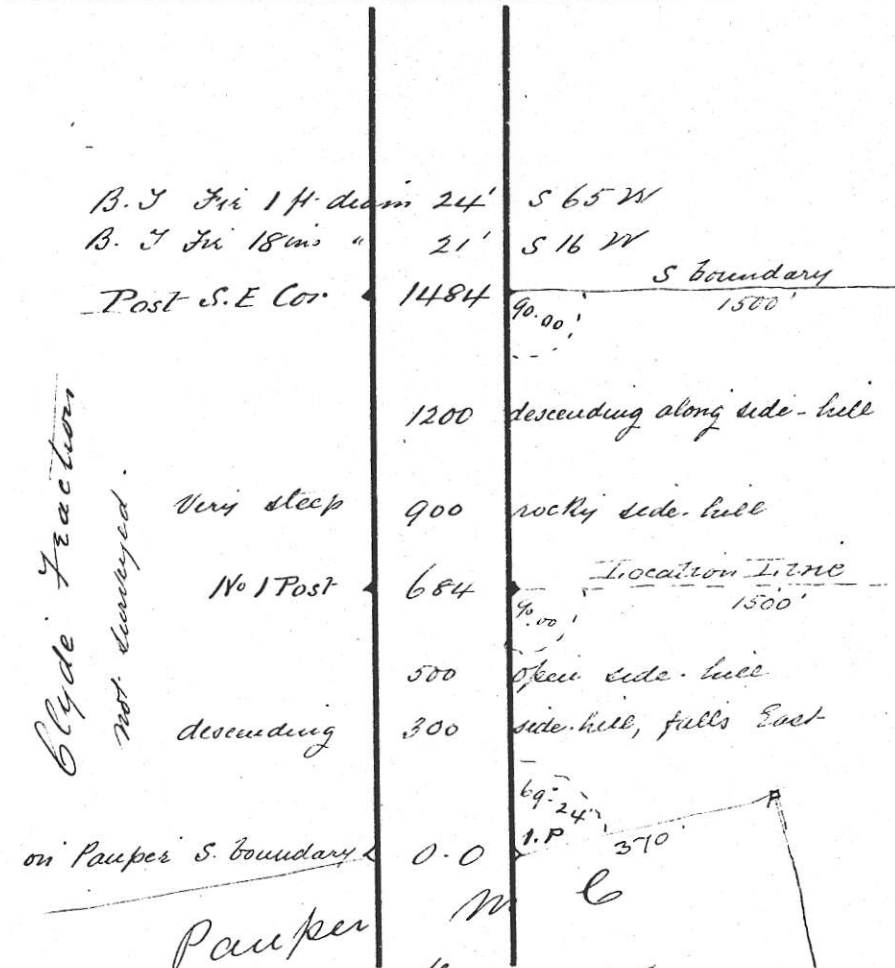 B. T Fir 1 ft. diam 24' S 65 W
B. T Fir 18 ins " 21' S 16 W
S boundary
Post S.E Cor. 1484 90.00 1500'
1200 descending along side-hill
Very steep 900 rocky side-hill
Location Line
No 1 Post 684 90.00 1500'
500 open side-hill
descending 300 side-hill, falls East
69° 24'
I.P 370'
on Pauper S. boundary 0.0
Pauper M. C
Clyde Fraction
not surveyed.